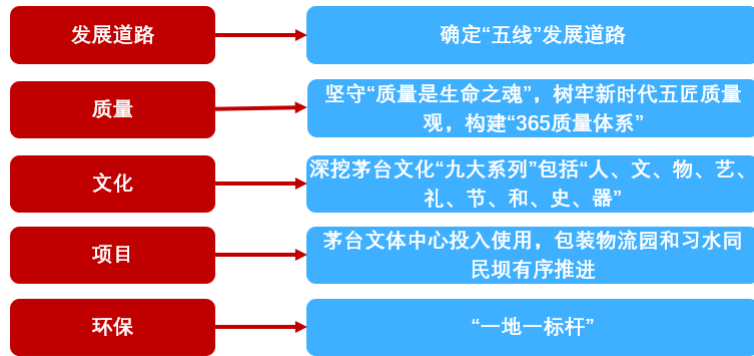 发展道路
确定“五线”发展道路
质量
坚守“质量是生命之魂”，树牢新时代五匠质量
观，构建“365质量体系”
文化
深挖茅台文化“九大系列”包括“人、文、物、艺、
礼、节、和、史、器”
项目
茅台文体中心投入使用，包装物流园和习水同
民坝有序推进
环保
“一地一标杆”